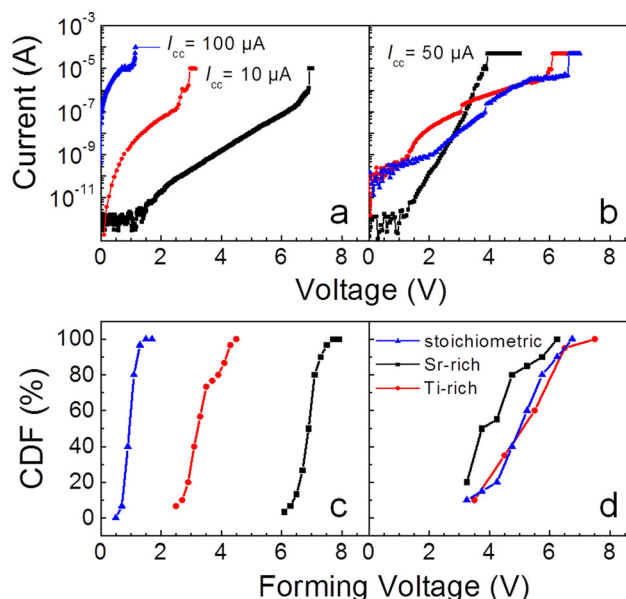 10⁻³
10⁻⁵
10⁻⁷
10⁻⁹
10⁻¹¹
Current (A)
I_cc = 100 µA
I_cc = 10 µA
a
I_cc = 50 µA
b
0 2 4 6 8
0 2 4 6 8
Voltage (V)
100
80
60
40
20
0
CDF (%)
c
stoichiometric
Sr-rich
Ti-rich
d
0 2 4 6 8
0 2 4 6 8
Forming Voltage (V)